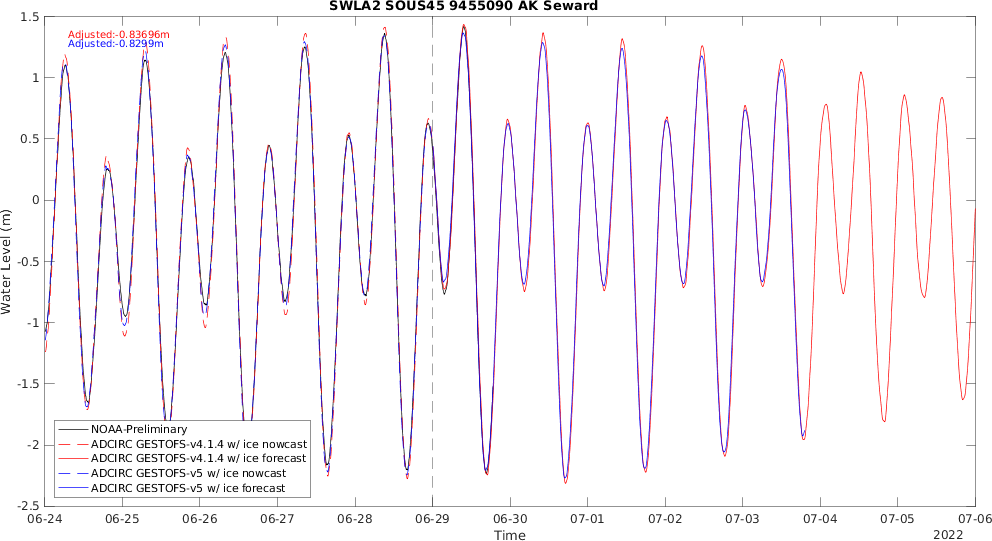 SWLA2 SOUS45 9455090 AK Seward
Adjusted:-0.83696m
Adjusted:-0.8299m
1.5
1
0.5
0
-0.5
-1
-1.5
-2
-2.5
Water Level (m)
NOAA-Preliminary
ADCIRC GESTOFS-v4.1.4 w/ ice nowcast
ADCIRC GESTOFS-v4.1.4 w/ ice forecast
ADCIRC GESTOFS-v5 w/ ice nowcast
ADCIRC GESTOFS-v5 w/ ice forecast
06-24 06-25 06-26 06-27 06-28 06-29 06-30 07-01 07-02 07-03 07-04 07-05 07-06
Time
2022